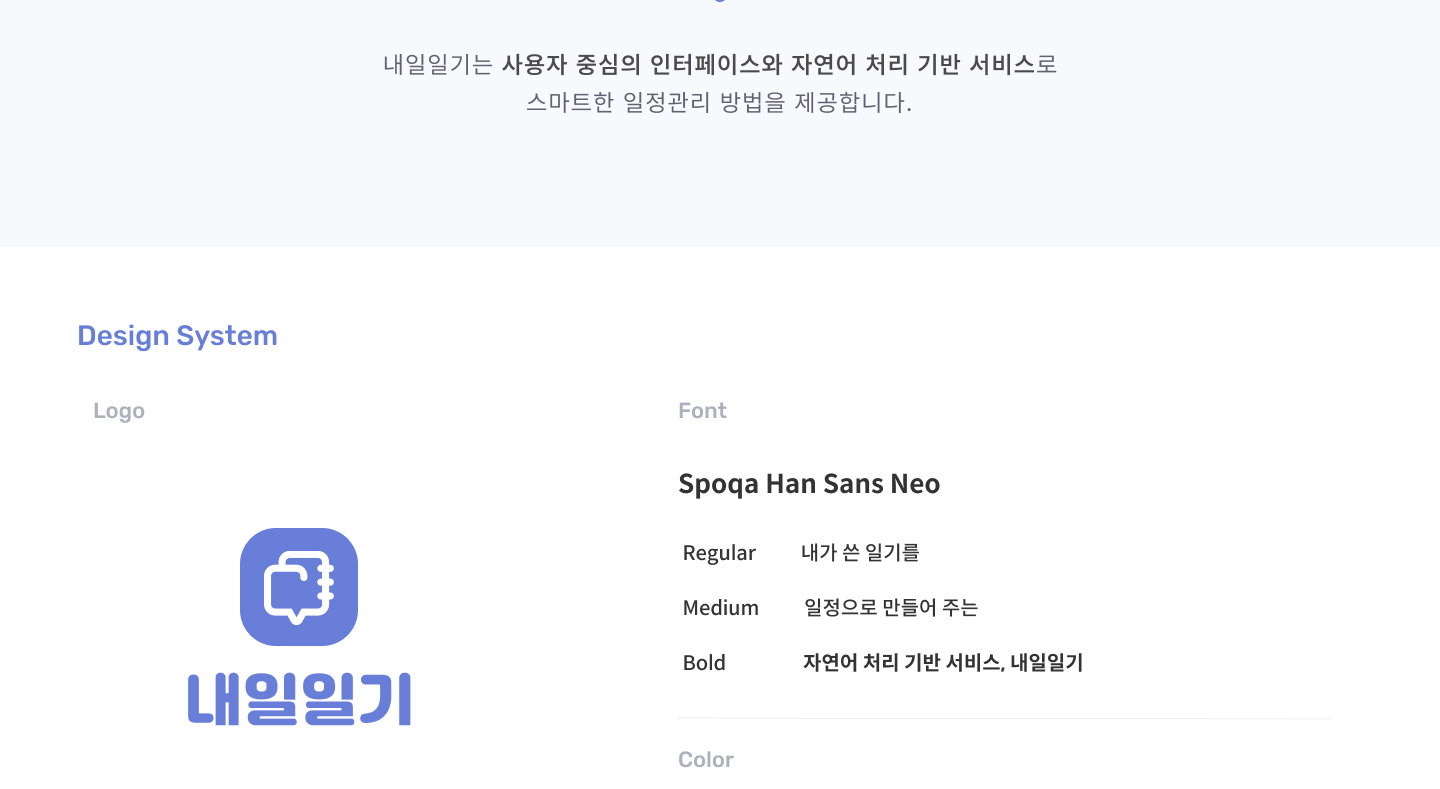 내일일기는 사용자 중심의 인터페이스와 자연어 처리 기반 서비스로
스마트한 일정관리 방법을 제공합니다.
Design System
Logo
내일일기
Font
Spoqa Han Sans Neo
Regular 내가 쓴 일기를
Medium 일정으로 만들어 주는
Bold 자연어 처리 기반 서비스, 내일일기
Color